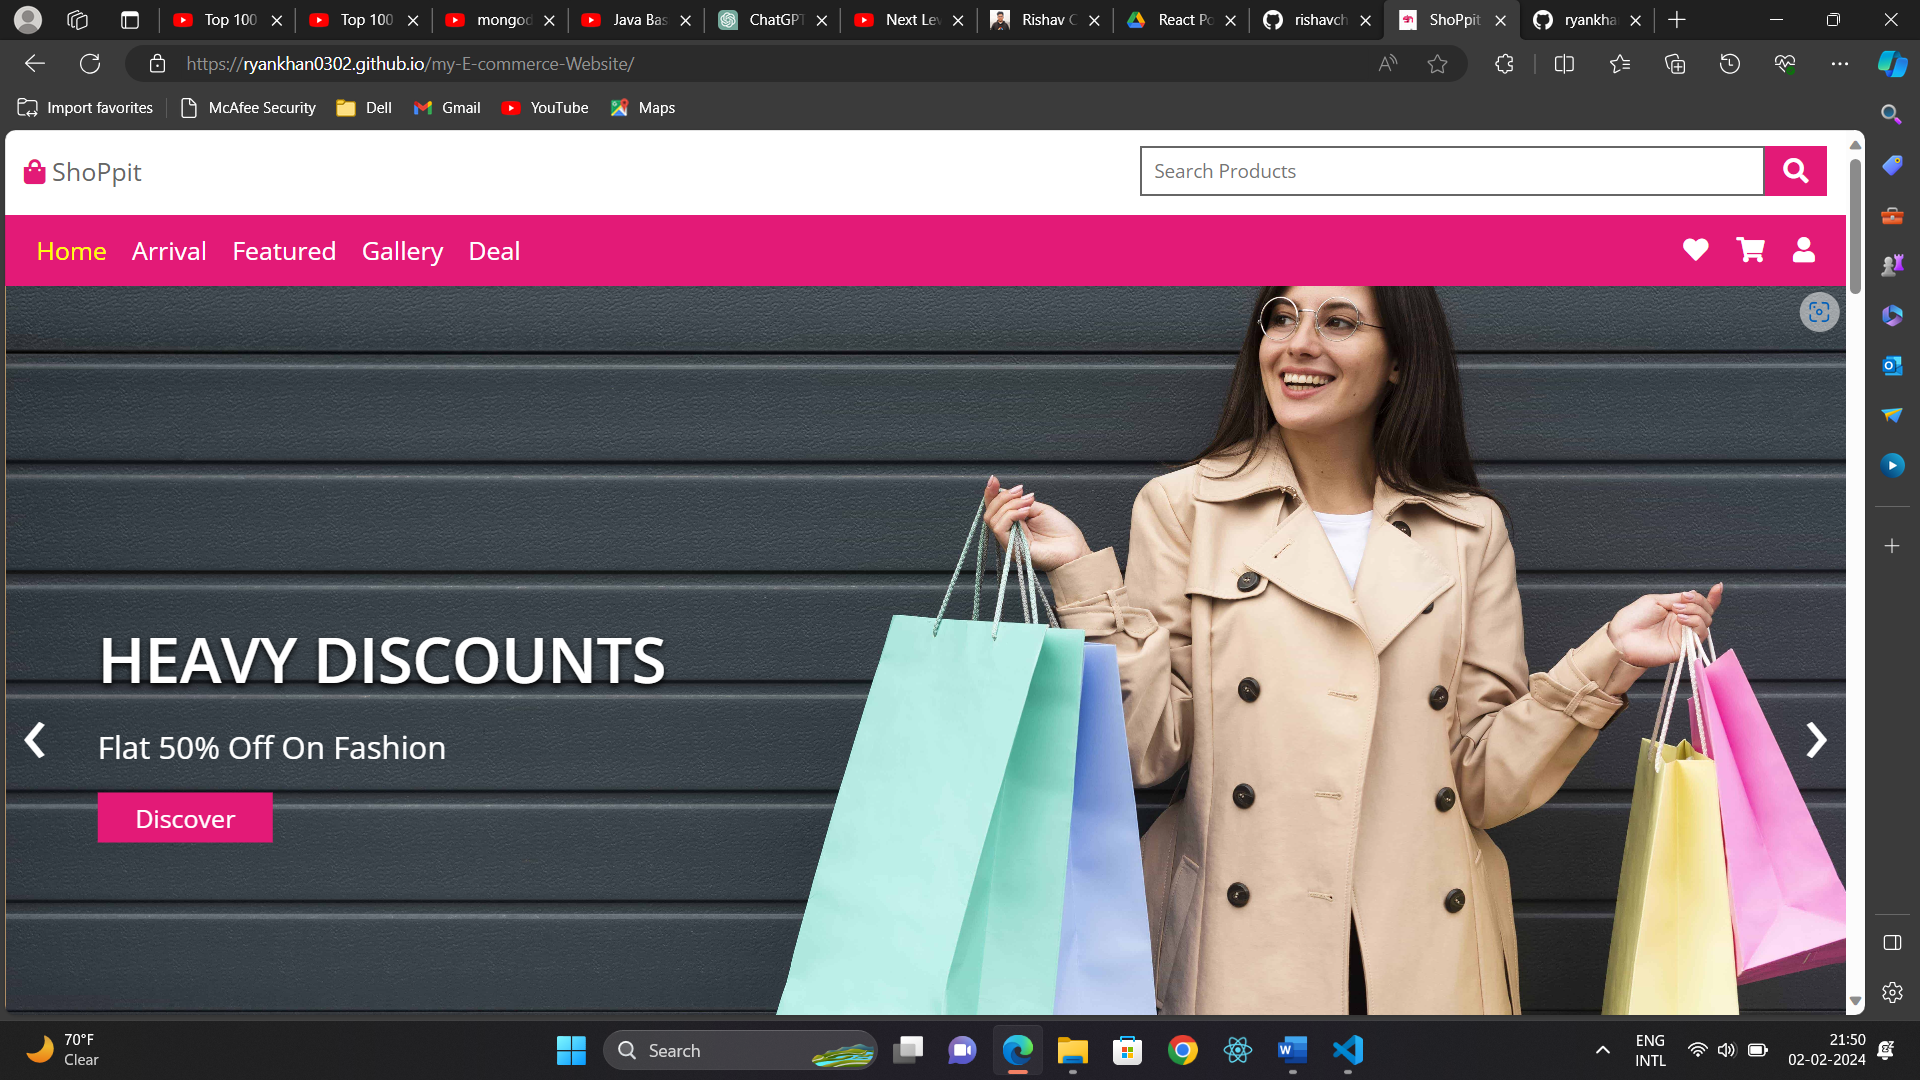 Top 100
Top 100
mongod
Java Bas
ChatGPT
Next Lev
Rishav C
React Po
rishavch
ShoPpit
ryankha
https://ryankhan0302.github.io/my-E-commerce-Website/
Import favorites
McAfee Security
Dell
Gmail
YouTube
Maps
ShoPpit
Search Products
Home
Arrival
Featured
Gallery
Deal
HEAVY DISCOUNTS
Flat 50% Off On Fashion
Discover
70°F
Clear
Search
ENG
INTL
21:50
02-02-2024